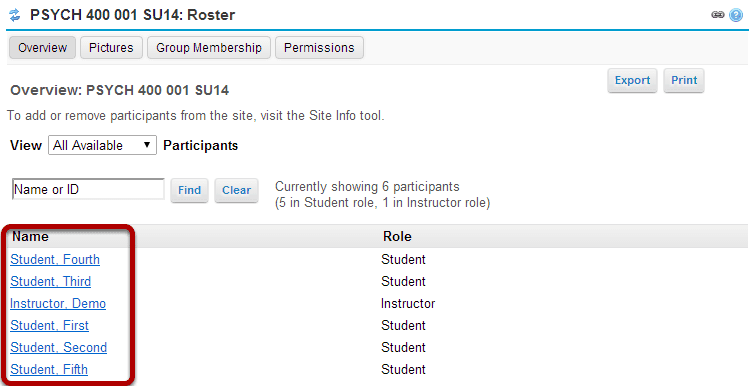 PSYCH 400 001 SU14: Roster
Overview Pictures Group Membership Permissions
Export Print
Overview: PSYCH 400 001 SU14
To add or remove participants from the site, visit the Site Info tool.
View All Available Participants
Name or ID Find Clear Currently showing 6 participants
(5 in Student role, 1 in Instructor role)
Name Role
Student, Fourth Student
Student, Third Student
Instructor, Demo Instructor
Student, First Student
Student, Second Student
Student, Fifth Student